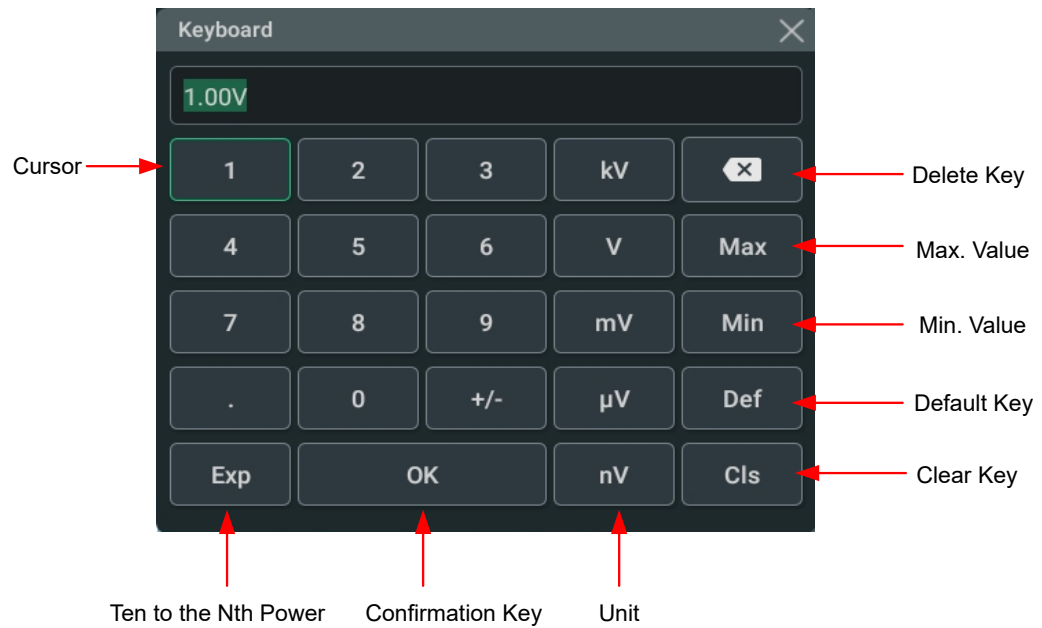 Keyboard
1.00V
Cursor
1 2 3 kV
Delete Key
4 5 6 V Max
Max. Value
7 8 9 mV Min
Min. Value
. 0 +/- µV Def
Default Key
Exp OK nV Cls
Clear Key
Ten to the Nth Power Confirmation Key Unit